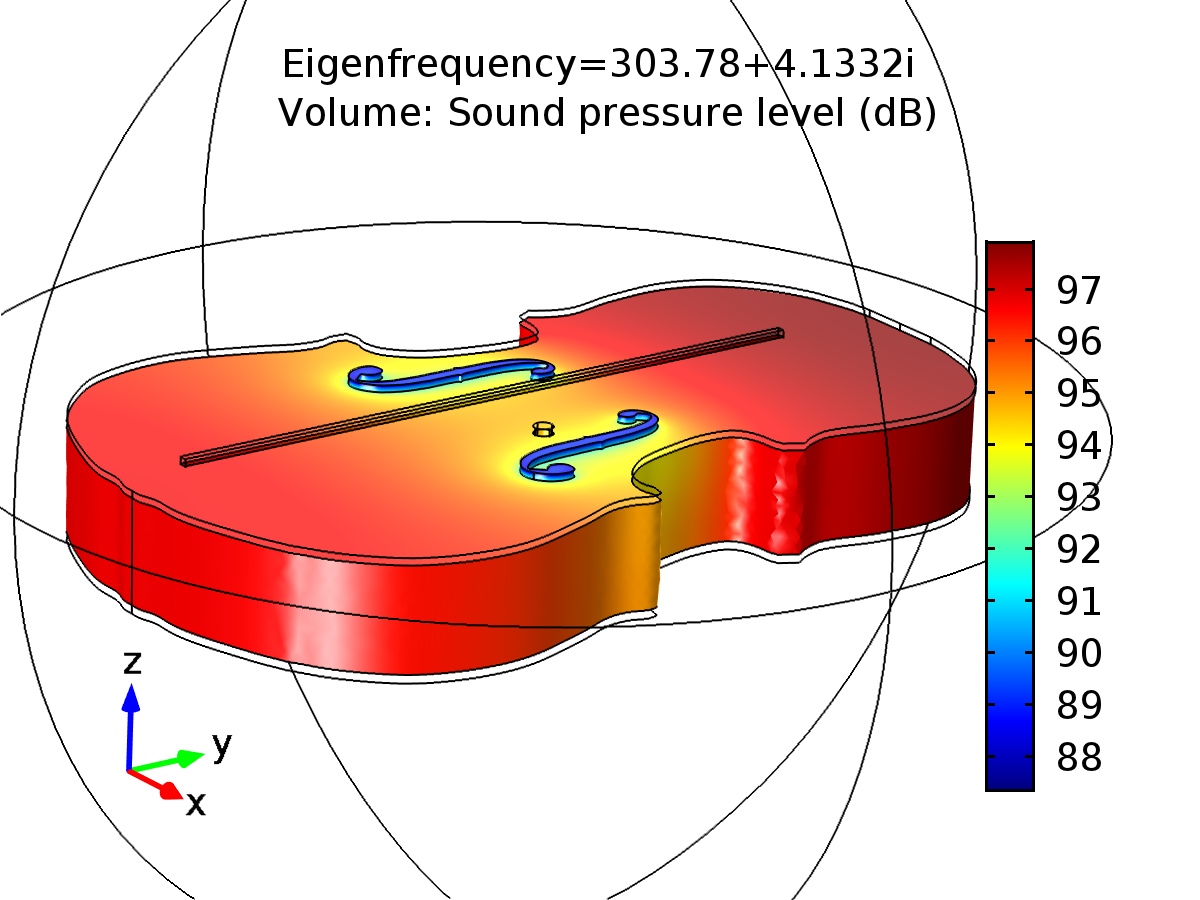 Eigenfrequency=303.78+4.1332i
Volume: Sound pressure level (dB)
97
96
95
94
93
92
91
90
89
88
z
y
x